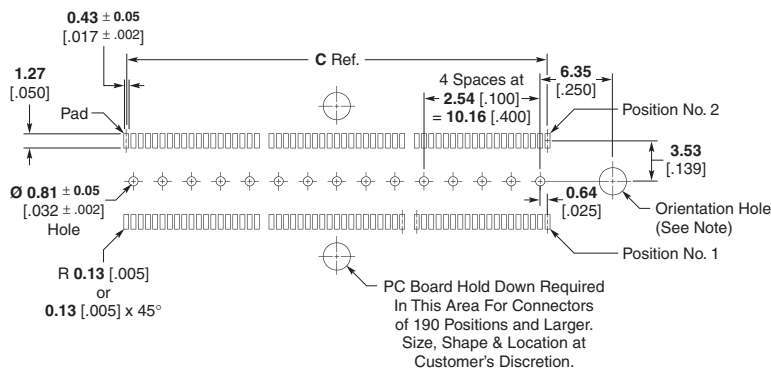 0.43 ± 0.05
[.017 ± .002]
C Ref.
1.27
[.050]
4 Spaces at
2.54 [.100]
= 10.16 [.400]
6.35
[.250]
Pad
Position No. 2
3.53
[.139]
Ø 0.81 ± 0.05
[.032 ± .002]
Hole
0.64
[.025]
Orientation Hole
(See Note)
Position No. 1
R 0.13 [.005]
or
0.13 [.005] x 45°
PC Board Hold Down Required
In This Area For Connectors
of 190 Positions and Larger.
Size, Shape & Location at
Customer's Discretion.